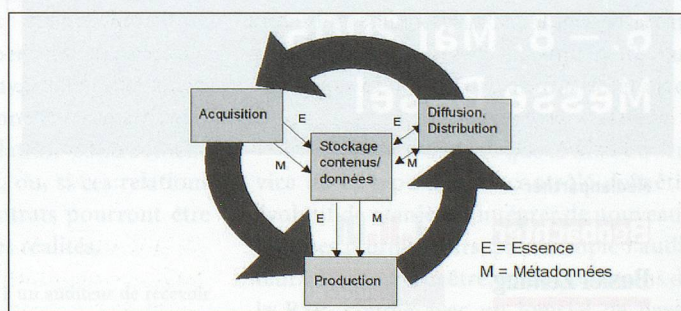 Acquisition
E
M
Stockage
contenus/
données
E
M
Diffusion,
Distribution
E
M
Production
E = Essence
M = Métadonnées